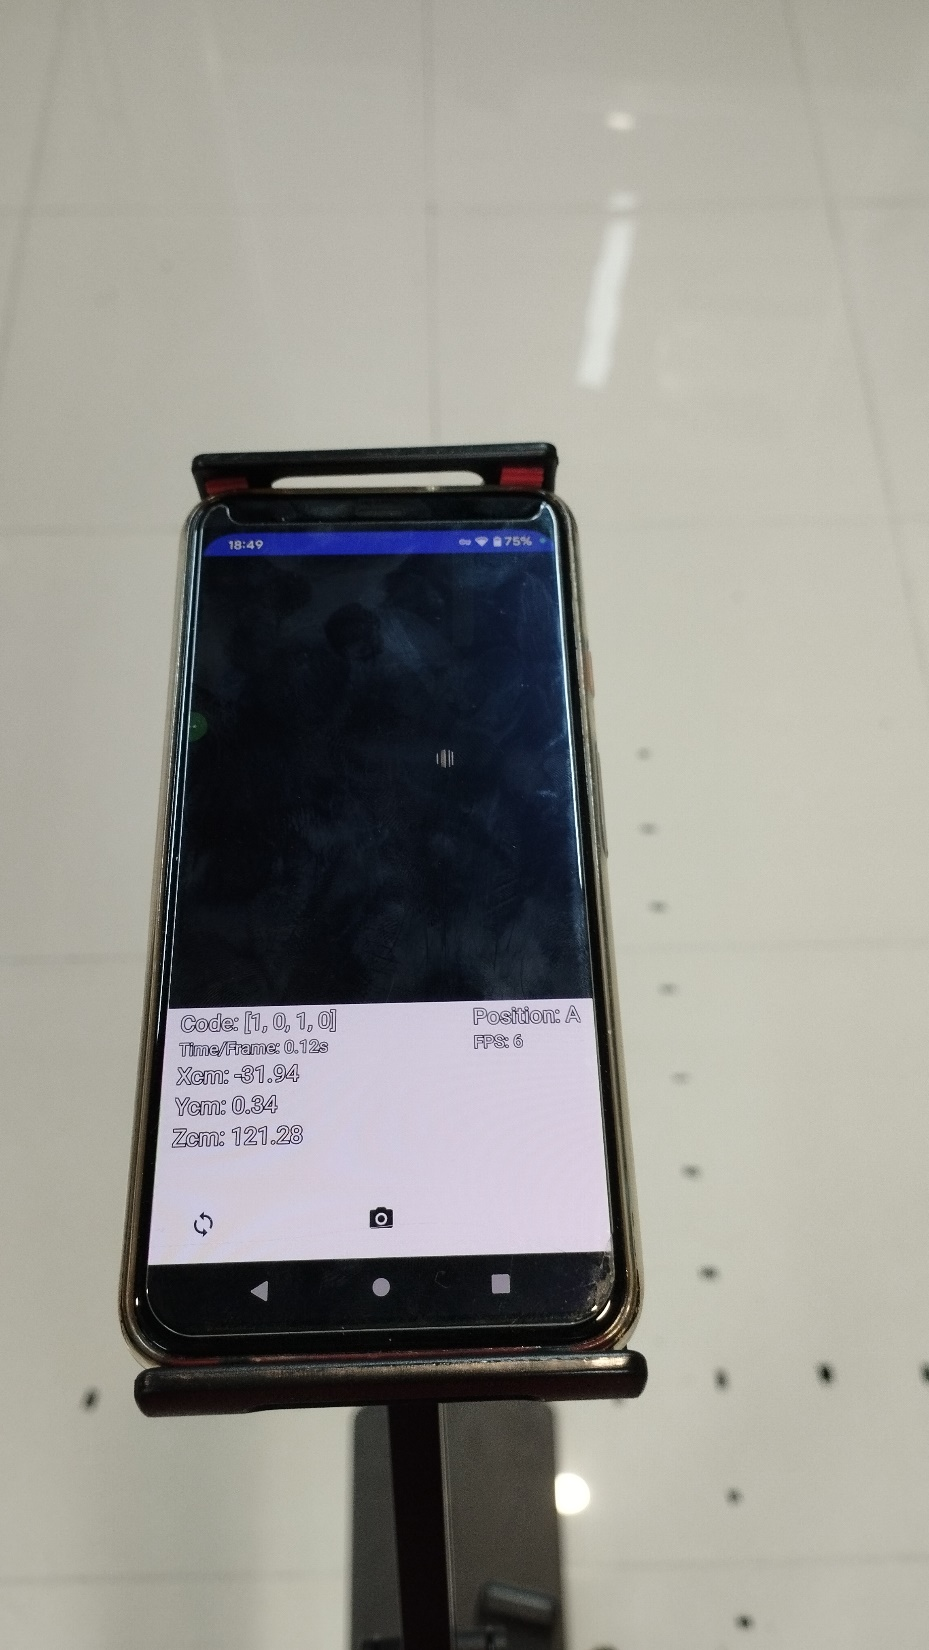 18:49 75%
Code: [1, 0, 1, 0] Position: A
Time/Frame: 0.12s FPS: 6
Xcm: -31.94
Ycm: 0.34
Zcm: 121.28